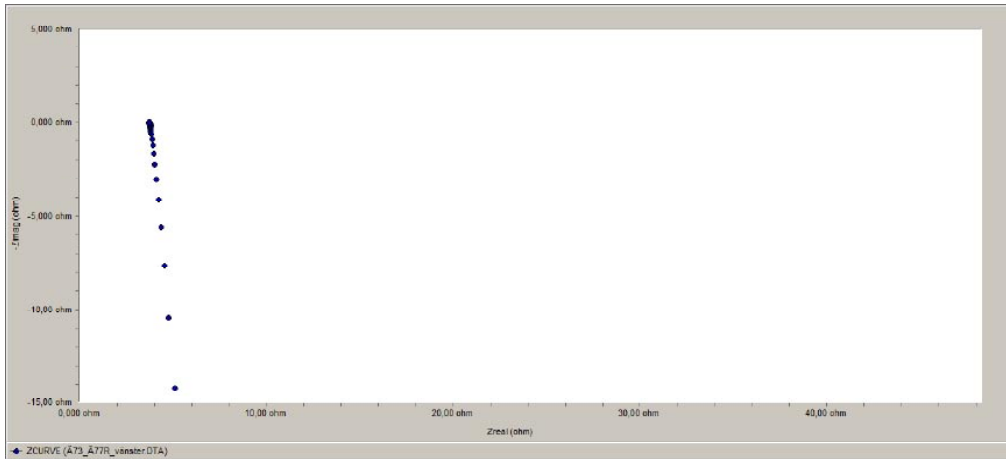 5,000 ohm
0,000 ohm
-5,000 ohm
-10,00 ohm
-15,00 ohm
-Zimag (ohm)
0,000 ohm
10,00 ohm
20,00 ohm
30,00 ohm
40,00 ohm
Zreal (ohm)
ZCURVE (Ã73_Ã77R_vänster.DTA)